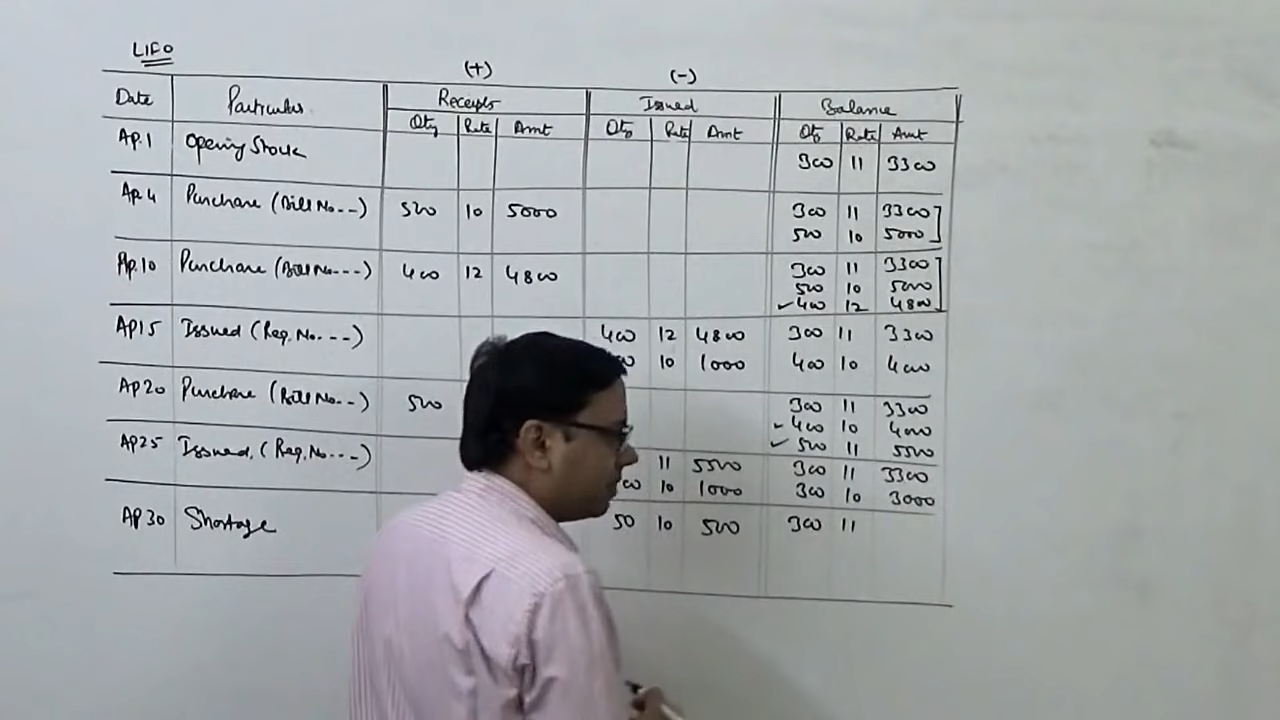 LIFO
(+) (-)
Date Particulars Receipts Issued Balance
Qty Rate Amt Qty Rate Amt Qty Rate Amt
Ap.1 Opening Stock 300 11 3300
Ap.4 Purchase (Bill No.--) 500 10 5000 300 11 3300
500 10 5000
Ap.10 Purchase (Bill No.---) 400 12 4800 300 11 3300
500 10 5000
400 12 4800
Ap15 Issued (Req. No.---) 400 12 4800 300 11 3300
10 1000 400 10 4000
Ap20 Purchase (Bill No.--) 500 300 11 3300
400 10 4000
500 11 5500
Ap25 Issued. (Req. No.---) 11 5500 300 11 3300
10 1000 300 10 3000
Ap30 Shortage 50 10 500 300 11